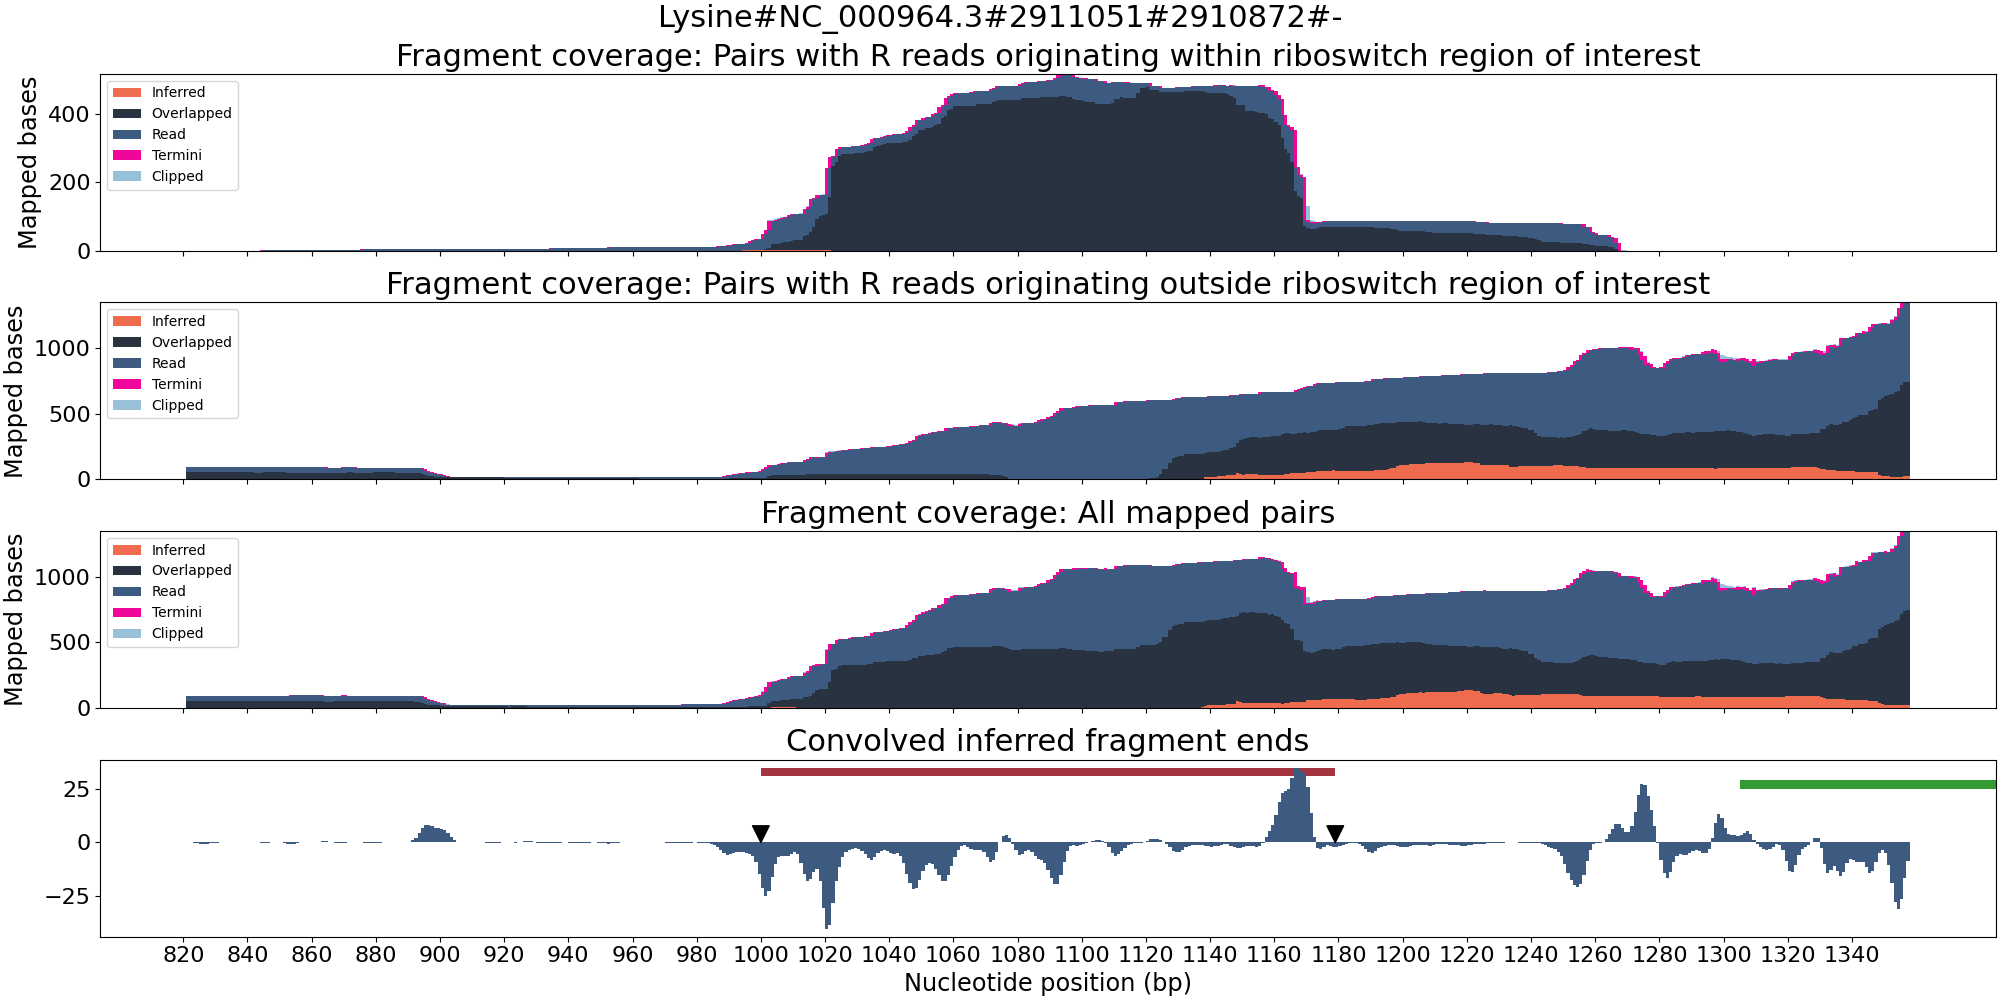 Lysine#NC_000964.3#2911051#2910872#-
Fragment coverage: Pairs with R reads originating within riboswitch region of interest
Mapped bases
400
200
0
Inferred
Overlapped
Read
Termini
Clipped
Fragment coverage: Pairs with R reads originating outside riboswitch region of interest
Mapped bases
1000
500
0
Inferred
Overlapped
Read
Termini
Clipped
Fragment coverage: All mapped pairs
Mapped bases
1000
500
0
Inferred
Overlapped
Read
Termini
Clipped
Convolved inferred fragment ends
25
0
−25
820 840 860 880 900 920 940 960 980 1000 1020 1040 1060 1080 1100 1120 1140 1160 1180 1200 1220 1240 1260 1280 1300 1320 1340
Nucleotide position (bp)